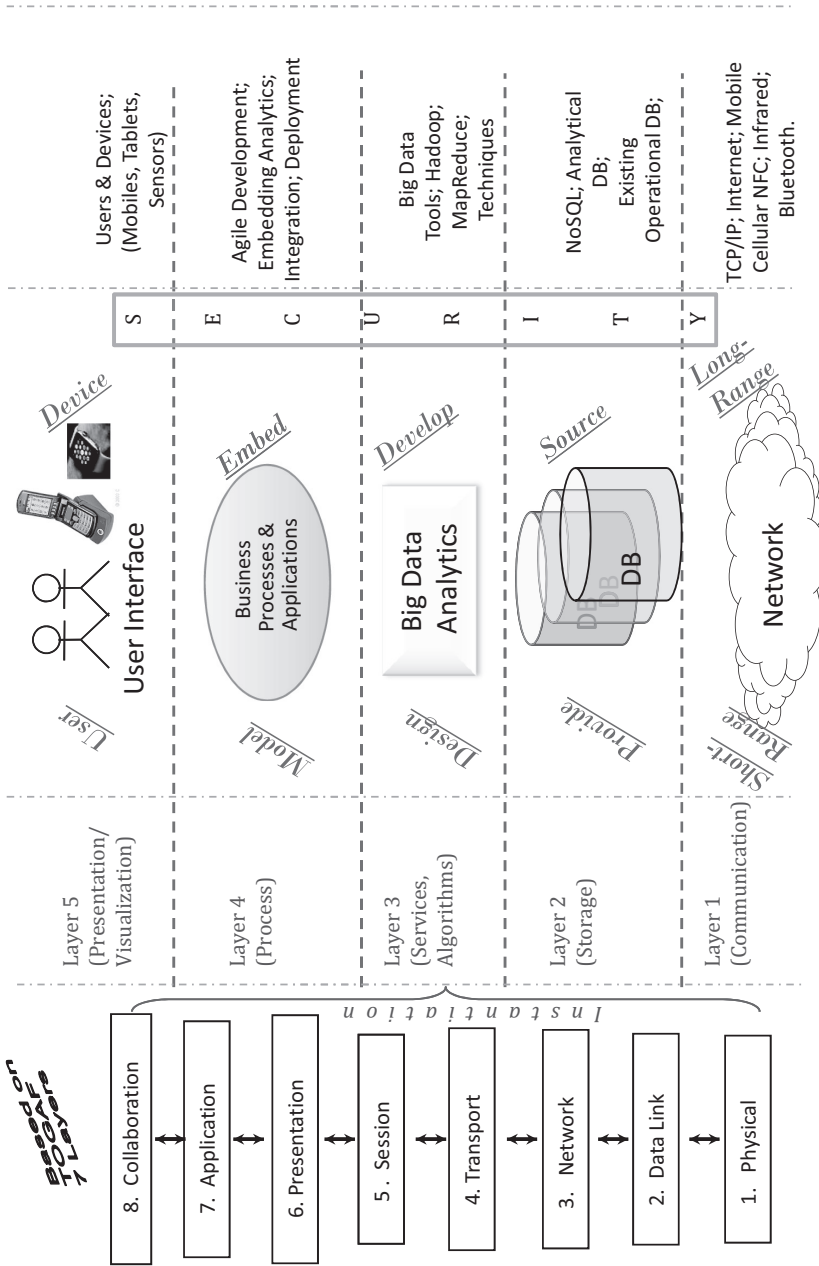 Based on
TOGAF
7 Layers
8. Collaboration
7. Application
6. Presentation
5. Session
4. Transport
3. Network
2. Data Link
1. Physical
Instantiation
Layer 5
(Presentation/
Visualization)
Layer 4
(Process)
Layer 3
(Services,
Algorithms)
Layer 2
(Storage)
Layer 1
(Communication)
User
Device
User Interface
Model
Embed
Business
Processes &
Applications
Design
Develop
Big Data
Analytics
Provide
Source
DB
DB
DB
Short-
Range
Long-
Range
Network
S
E
C
U
R
I
T
Y
Users & Devices;
(Mobiles, Tablets,
Sensors)
Agile Development;
Embedding Analytics;
Integration; Deployment
Big Data
Tools; Hadoop;
MapReduce;
Techniques
NoSQL; Analytical
DB;
Existing
Operational DB;
TCP/IP; Internet; Mobile
Cellular NFC; Infrared;
Bluetooth.